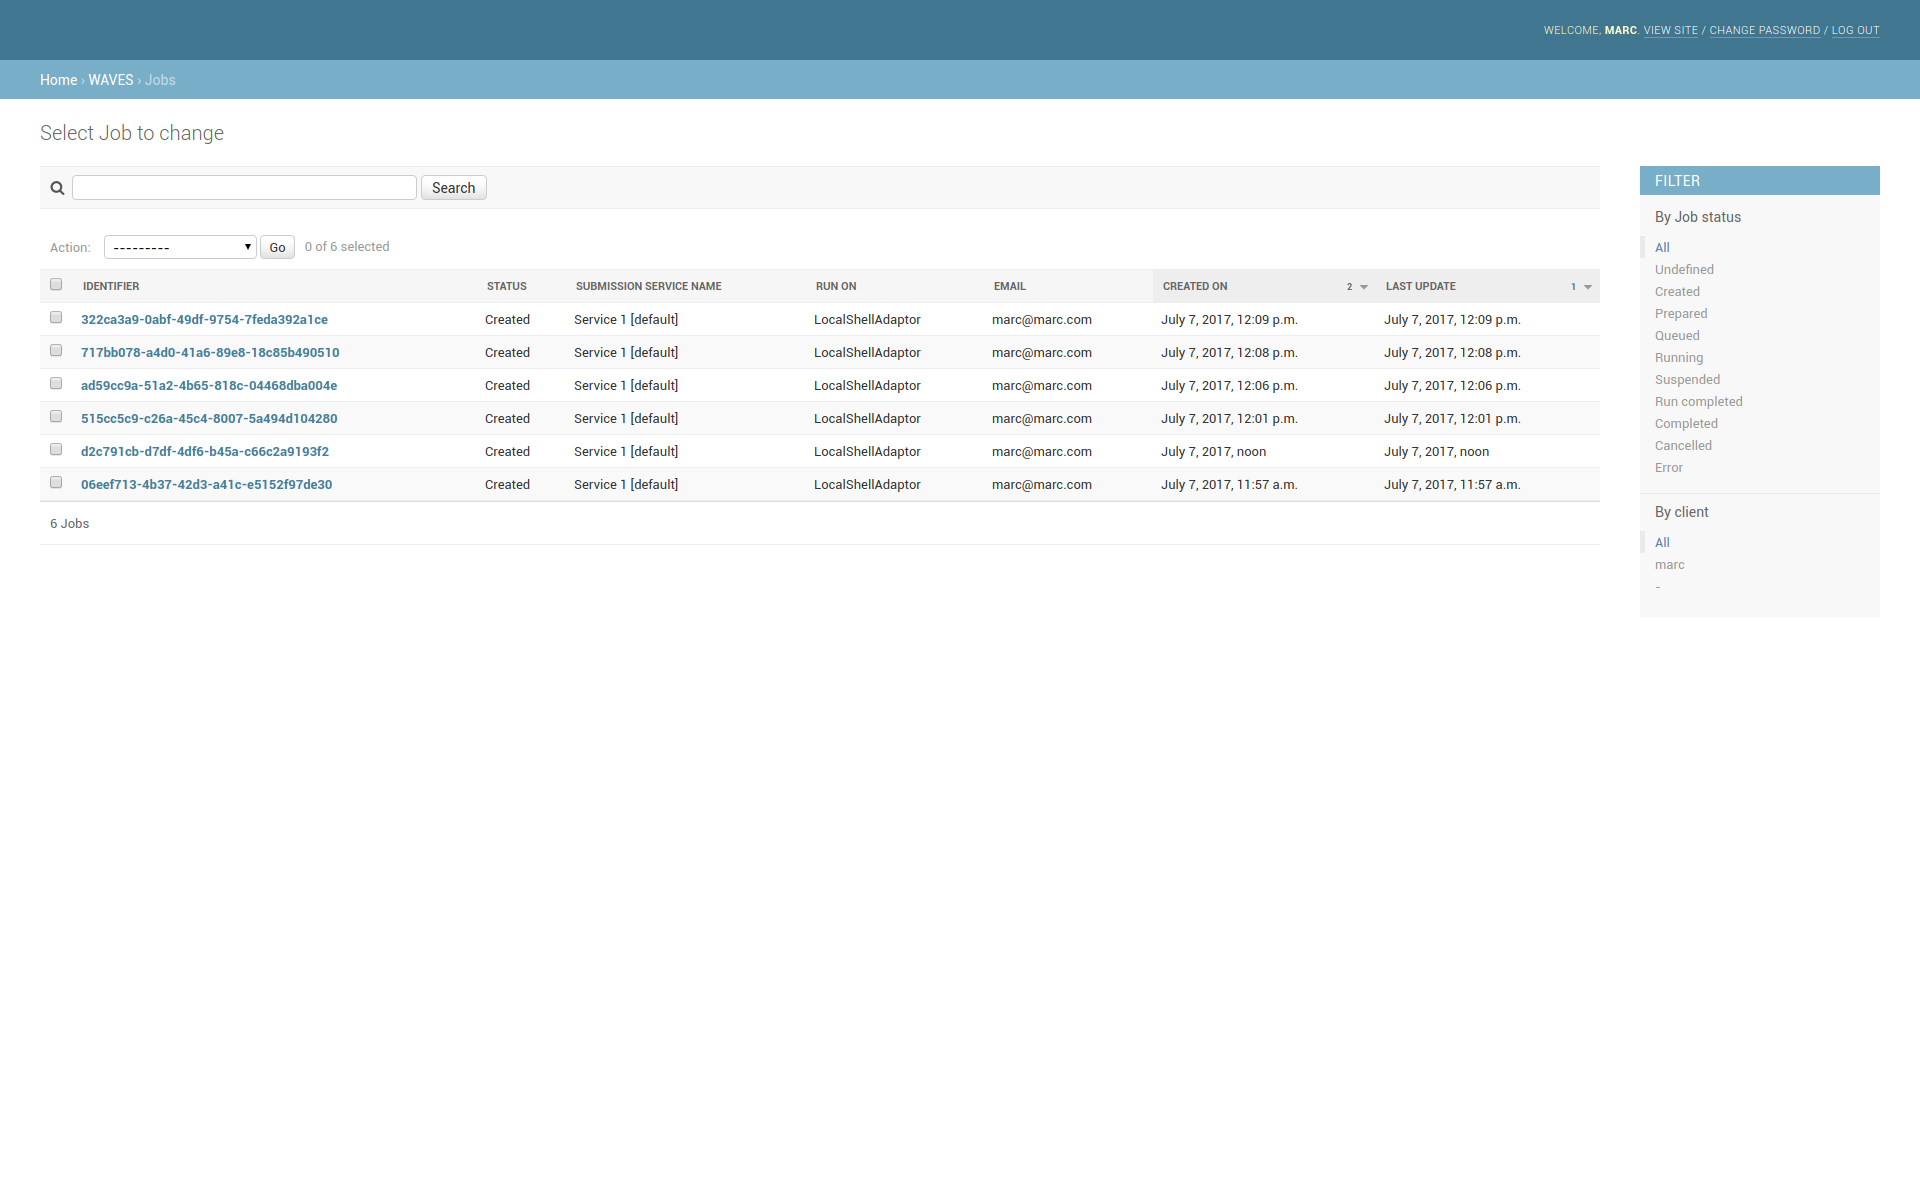 WELCOME, MARC. VIEW SITE / CHANGE PASSWORD / LOG OUT
Home › WAVES › Jobs
Select Job to change
Search
Action: --------- Go 0 of 6 selected
IDENTIFIER STATUS SUBMISSION SERVICE NAME RUN ON EMAIL CREATED ON 2 LAST UPDATE 1
322ca3a9-0abf-49df-9754-7feda392a1ce Created Service 1 [default] LocalShellAdaptor marc@marc.com July 7, 2017, 12:09 p.m. July 7, 2017, 12:09 p.m.
717bb078-a4d0-41a6-89e8-18c85b490510 Created Service 1 [default] LocalShellAdaptor marc@marc.com July 7, 2017, 12:08 p.m. July 7, 2017, 12:08 p.m.
ad59cc9a-51a2-4b65-818c-04468dba004e Created Service 1 [default] LocalShellAdaptor marc@marc.com July 7, 2017, 12:06 p.m. July 7, 2017, 12:06 p.m.
515cc5c9-c26a-45c4-8007-5a494d104280 Created Service 1 [default] LocalShellAdaptor marc@marc.com July 7, 2017, 12:01 p.m. July 7, 2017, 12:01 p.m.
d2c791cb-d7df-4df6-b45a-c66c2a9193f2 Created Service 1 [default] LocalShellAdaptor marc@marc.com July 7, 2017, noon July 7, 2017, noon
06eef713-4b37-42d3-a41c-e5152f97de30 Created Service 1 [default] LocalShellAdaptor marc@marc.com July 7, 2017, 11:57 a.m. July 7, 2017, 11:57 a.m.
6 Jobs
FILTER
By Job status
All
Undefined
Created
Prepared
Queued
Running
Suspended
Run completed
Completed
Cancelled
Error
By client
All
marc
-